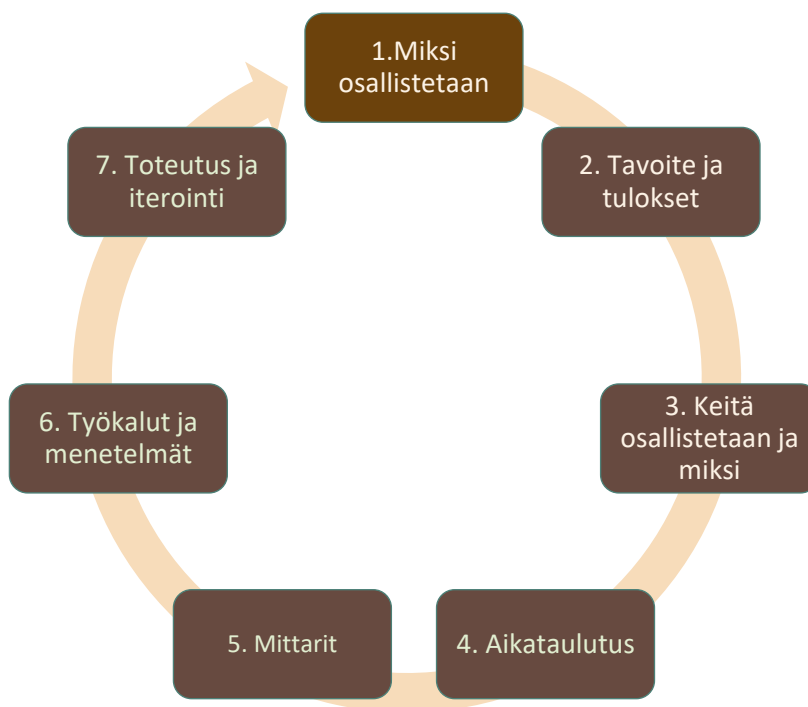 1.Miksi
osallistetaan
2. Tavoite ja
tulokset
3. Keitä
osallistetaan ja
miksi
4. Aikataulutus
5. Mittarit
6. Työkalut ja
menetelmät
7. Toteutus ja
iterointi